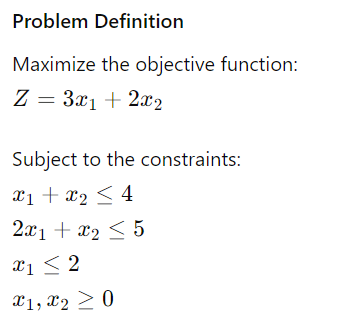 Problem Definition
Maximize the objective function:
Z = 3x₁ + 2x₂
Subject to the constraints:
x₁ + x₂ ≤ 4
2x₁ + x₂ ≤ 5
x₁ ≤ 2
x₁, x₂ ≥ 0